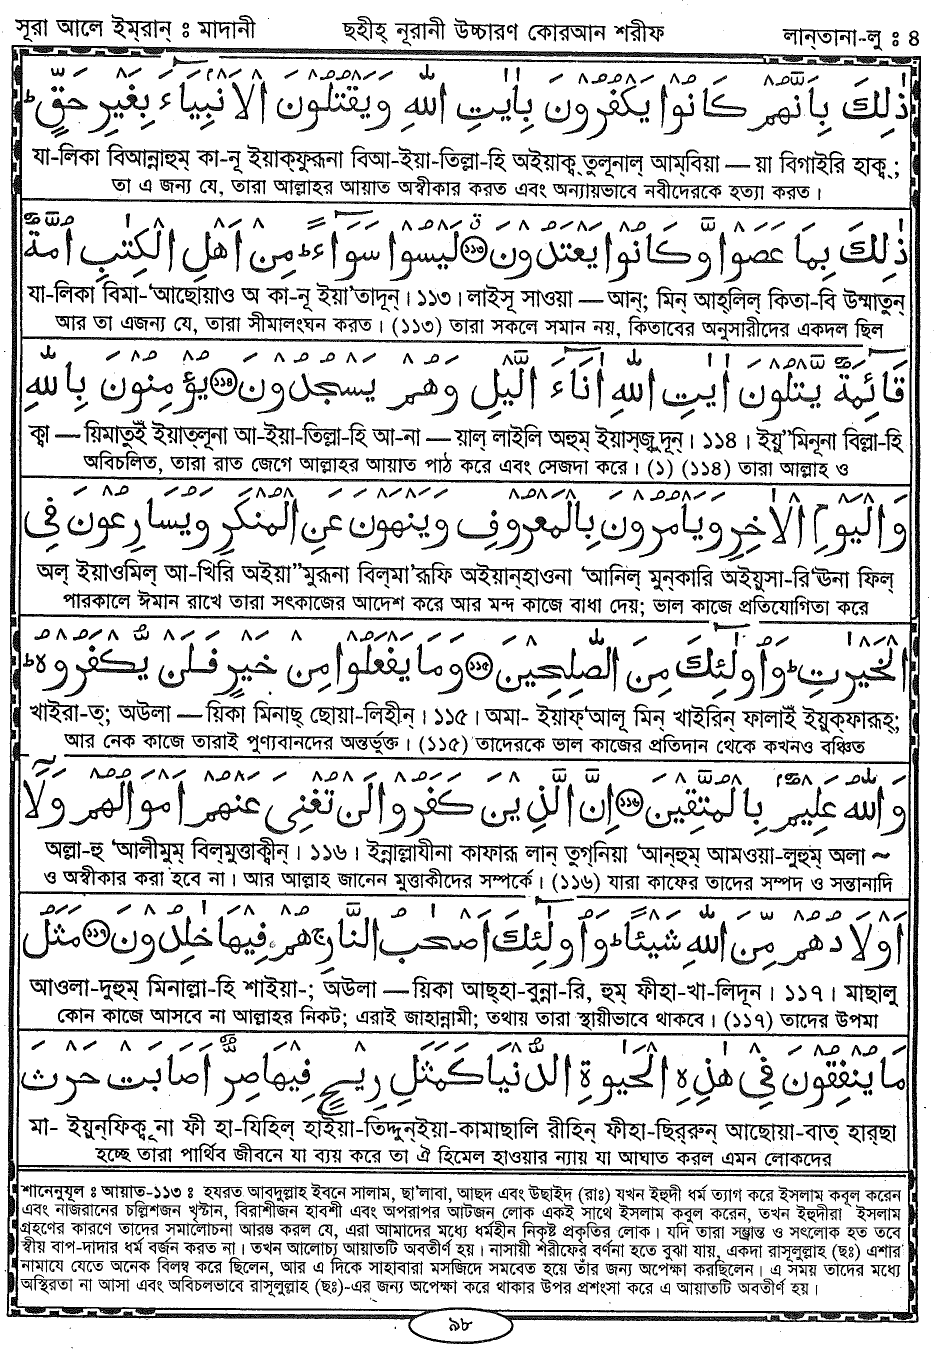 সূরা আলে ইম্‌রান্‌ : মাদানী ছহীহ্‌ নূরানী উচ্চারণ কোরআন শরীফ লান্‌তানা-লু : ৪
ذٰلِكَ بِاَنَّهُمْ كَانُوْا يَكْفُرُوْنَ بِاٰيٰتِ اللّٰهِ وَيَقْتُلُوْنَ الْاَنْۢبِيَآءَ بِغَيْرِ حَقٍّ ؕ
যা-লিকা বিআন্নাহুম্‌ কা-নূ ইয়াক্‌ফুরূনা বিআ-ইয়া-তিল্লা-হি অইয়াক্ব্‌ তুলূনাল্‌ আম্‌বিয়া — য়া বিগাইরি হাক্ব্‌ ;
তা এ জন্য যে, তারা আল্লাহর আয়াত অস্বীকার করত এবং অন্যায়ভাবে নবীদেরকে হত্যা করত।
ذٰلِكَ بِمَا عَصَوْا وَّكَانُوْا يَعْتَدُوْنَ ۝১১৩ لَيْسُوْا سَوَآءً ؕ مِنْ اَهْلِ الْكِتٰبِ اُمَّةٌ
যা-লিকা বিমা-‘আছোয়াও অ কা-নূ ইয়া’তাদূন্‌। ১১৩। লাইসূ সাওয়া — আন্‌; মিন্‌ আহ্‌লিল্‌ কিতা-বি উম্মাতুন্‌
আর তা এজন্য যে, তারা সীমালংঘন করত। (১১৩) তারা সকলে সমান নয়, কিতাবের অনুসারীদের একদল ছিল
قَآئِمَةٌ يَّتْلُوْنَ اٰيٰتِ اللّٰهِ اٰنَآءَ الَّيْلِ وَهُمْ يَسْجُدُوْنَ ۝১১৪ يُؤْمِنُوْنَ بِاللّٰهِ
ক্বা — য়িমাতুইঁ ইয়াত্‌লূনা আ-ইয়া-তিল্লা-হি আ-না — য়াল্‌ লাইলি অহুম্‌ ইয়াস্‌জুদূন্‌। ১১৪। ইয়ু’’মিনূনা বিল্লা-হি
অবিচলিত, তারা রাত জেগে আল্লাহর আয়াত পাঠ করে এবং সেজদা করে। (১) (১১৪) তারা আল্লাহ ও
وَالْيَوْمِ الْاٰخِرِ وَيَاْمُرُوْنَ بِالْمَعْرُوْفِ وَيَنْهَوْنَ عَنِ الْمُنْكَرِ وَيُسَارِعُوْنَ فِى
অল্‌ ইয়াওমিল্‌ আ-খিরি অইয়া’’মুরূনা বিল্‌মা’রূফি অইয়ান্‌হাওনা ‘আনিল্‌ মুন্‌কারি অইয়ুসা-রি‘ঊনা ফিল্‌
পারকালে ঈমান রাখে তারা সৎকাজের আদেশ করে আর মন্দ কাজে বাধা দেয়; ভাল কাজে প্রতিযোগিতা করে
الْخَيْرٰتِ ؕ وَاُولٰٓئِكَ مِنَ الصّٰلِحِيْنَ ۝১১৫ وَمَا يَفْعَلُوْا مِنْ خَيْرٍ فَلَنْ يُّكْفَرُوْهُ ؕ
খাইরা-ত্‌; অউলা — য়িকা মিনাছ্‌ ছোয়া-লিহীন্‌। ১১৫। অমা- ইয়াফ্‌‘আলূ মিন্‌ খাইরিন্‌ ফালাইঁ ইয়ুক্‌ফারূহ্‌;
আর নেক কাজে তারাই পুণ্যবানদের অন্তর্ভূক্ত। (১১৫) তাদেরকে ভাল কাজের প্রতিদান থেকে কখনও বঞ্চিত
وَاللّٰهُ عَلِيْمٌۢ بِالْمُتَّقِيْنَ ۝১১৬ اِنَّ الَّذِيْنَ كَفَرُوْا لَنْ تُغْنِىَ عَنْهُمْ اَمْوَالُهُمْ وَلَاۤ
অল্লা-হু ‘আলীমুম্‌ বিল্‌মুত্তাক্বীন্‌। ১১৬। ইন্নাল্লাযীনা কাফারূ লান্‌ তুগ্‌নিয়া ‘আন্‌হুম্‌ আমওয়া-লুহুম্‌ অলা ~
ও অস্বীকার করা হবে না। আর আল্লাহ জানেন মুত্তাকীদের সম্পর্কে। (১১৬) যারা কাফের তাদের সম্পদ ও সন্তানাদি
اَوْلَادُهُمْ مِّنَ اللّٰهِ شَيْئًا ؕ وَاُولٰٓئِكَ اَصْحٰبُ النَّارِ ۚ هُمْ فِيْهَا خٰلِدُوْنَ ۝১১৭ مَثَلُ
আওলা-দুহুম্‌ মিনাল্লা-হি শাইয়া-; অউলা — য়িকা আছ্‌হা-বুন্না-রি, হুম্‌ ফীহা-খা-লিদূন। ১১৭। মাছালু
কোন কাজে আসবে না আল্লাহর নিকট; এরাই জাহান্নামী; তথায় তারা স্থায়ীভাবে থাকবে। (১১৭) তাদের উপমা
مَا يُنْفِقُوْنَ فِىْ هٰذِهِ الْحَيٰوةِ الدُّنْيَا كَمَثَلِ رِيْحٍ فِيْهَا صِرٌّ اَصَابَتْ حَرْثَ
মা- ইয়ুন্‌ফিক্বূ না ফী হা-যিহিল্‌ হাইয়া-তিদ্দুন্‌ইয়া-কামাছালি রীহিন্‌ ফীহা-ছির্‌রুন্‌ আছোয়া-বাত্‌ হার্‌ছা
হচ্ছে তারা পার্থিব জীবনে যা ব্যয় করে তা ঐ হিমেল হাওয়ার ন্যায় যা আঘাত করল এমন লোকদের
শানেনুযূল : আয়াত-১১৩ : হযরত আবদুল্লাহ ইবনে সালাম, ছা'লাবা, আছদ এবং উছাইদ (রাঃ) যখন ইহুদী ধর্ম ত্যাগ করে ইসলাম কবূল করেন
এবং নাজরানের চল্লিশজন খৃস্টান, বিরাশীজন হাবশী এবং অপরাপর আটজন লোক একই সাথে ইসলাম কবূল করেন, তখন ইহুদীরা ইসলাম
গ্রহণের কারণে তাদের সমালোচনা আরম্ভ করল যে, এরা আমাদের মধ্যে ধর্মহীন নিকৃষ্ট প্রকৃতির লোক। যদি তারা সম্ভ্রান্ত ও সৎলোক হত তবে
স্বীয় বাপ-দাদার ধর্ম বর্জন করত না। তখন আলোচ্য আয়াতটি অবতীর্ণ হয়। নাসায়ী শরীফের বর্ণনা হতে বুঝা যায়, একদা রাসূলুল্লাহ (ছঃ) এশার
নামাযে যেতে অনেক বিলম্ব করে ছিলেন, আর এ দিকে সাহাবারা মসজিদে সমবেত হয়ে তাঁর জন্য অপেক্ষা করছিলেন। এ সময় তাদের মধ্যে
অস্থিরতা না আসা এবং অবিচলভাবে রাসূলুল্লাহ (ছঃ)-এর জন্য অপেক্ষা করে থাকার উপর প্রশংসা করে এ আয়াতটি অবতীর্ণ হয়।
৯৮